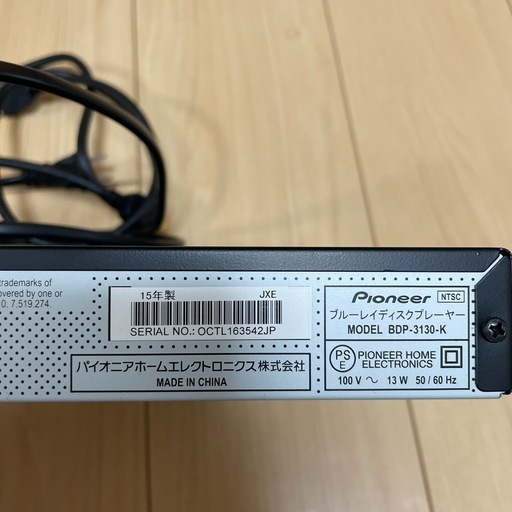 trademarks of
overed by one or
0. 7,519,274.
15年製 JXE
SERIAL NO.: OCTL163542JP
パイオニアホームエレクトロニクス株式会社
MADE IN CHINA
Pioneer NTSC
ブルーレイディスクプレーヤー
MODEL BDP-3130-K
PS E
PIONEER HOME
ELECTRONICS
100 V ～ 13 W 50 / 60 Hz